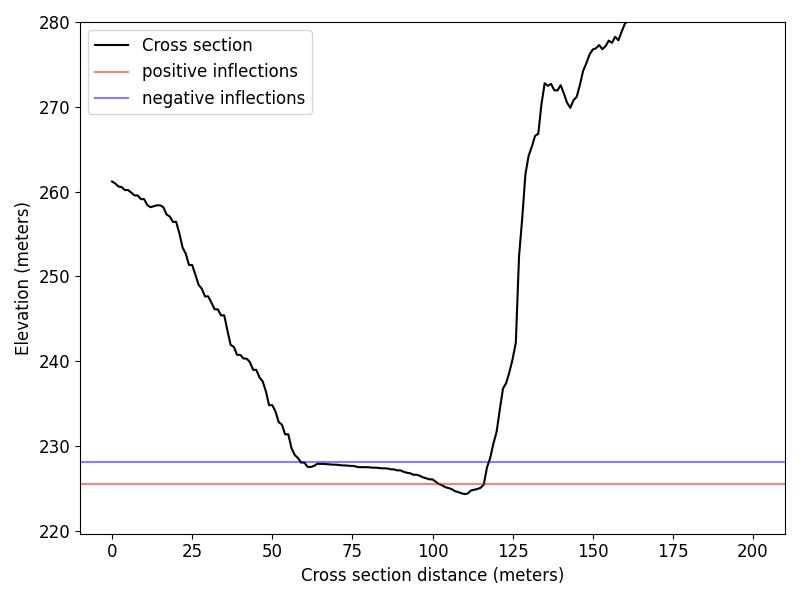 Cross section
positive inflections
negative inflections
280
270
260
250
240
230
220
Elevation (meters)
0 25 50 75 100 125 150 175 200
Cross section distance (meters)